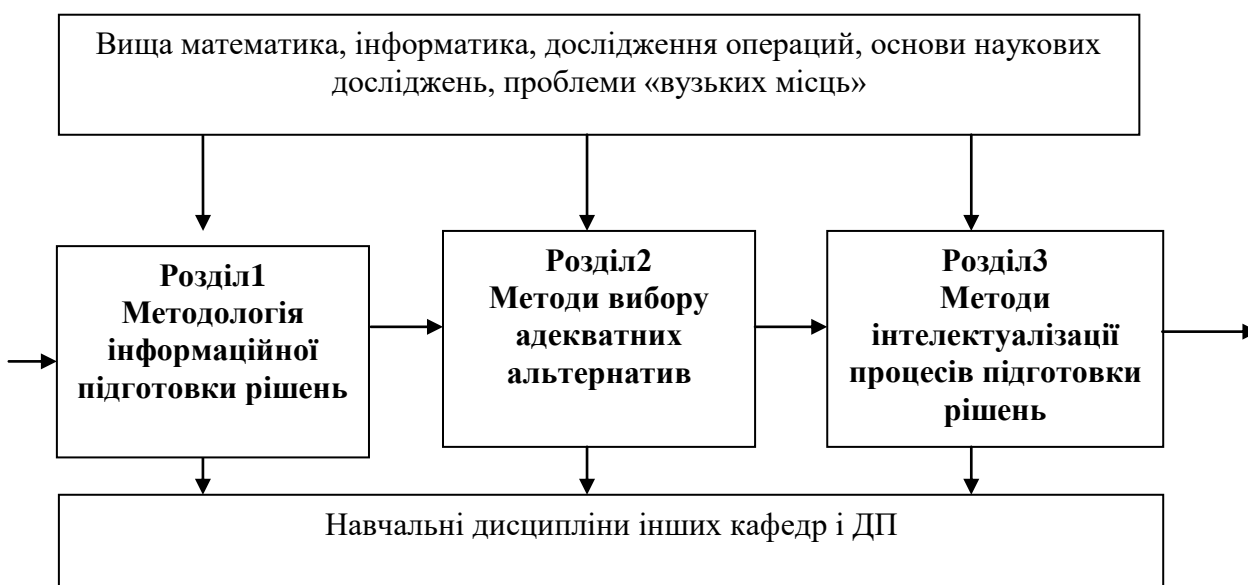 Вища математика, інформатика, дослідження операцій, основи наукових
досліджень, проблеми «вузьких місць»
Розділ1
Методологія
інформаційної
підготовки рішень
Розділ2
Методи вибору
адекватних
альтернатив
Розділ3
Методи
інтелектуалізації
процесів підготовки
рішень
Навчальні дисципліни інших кафедр і ДП